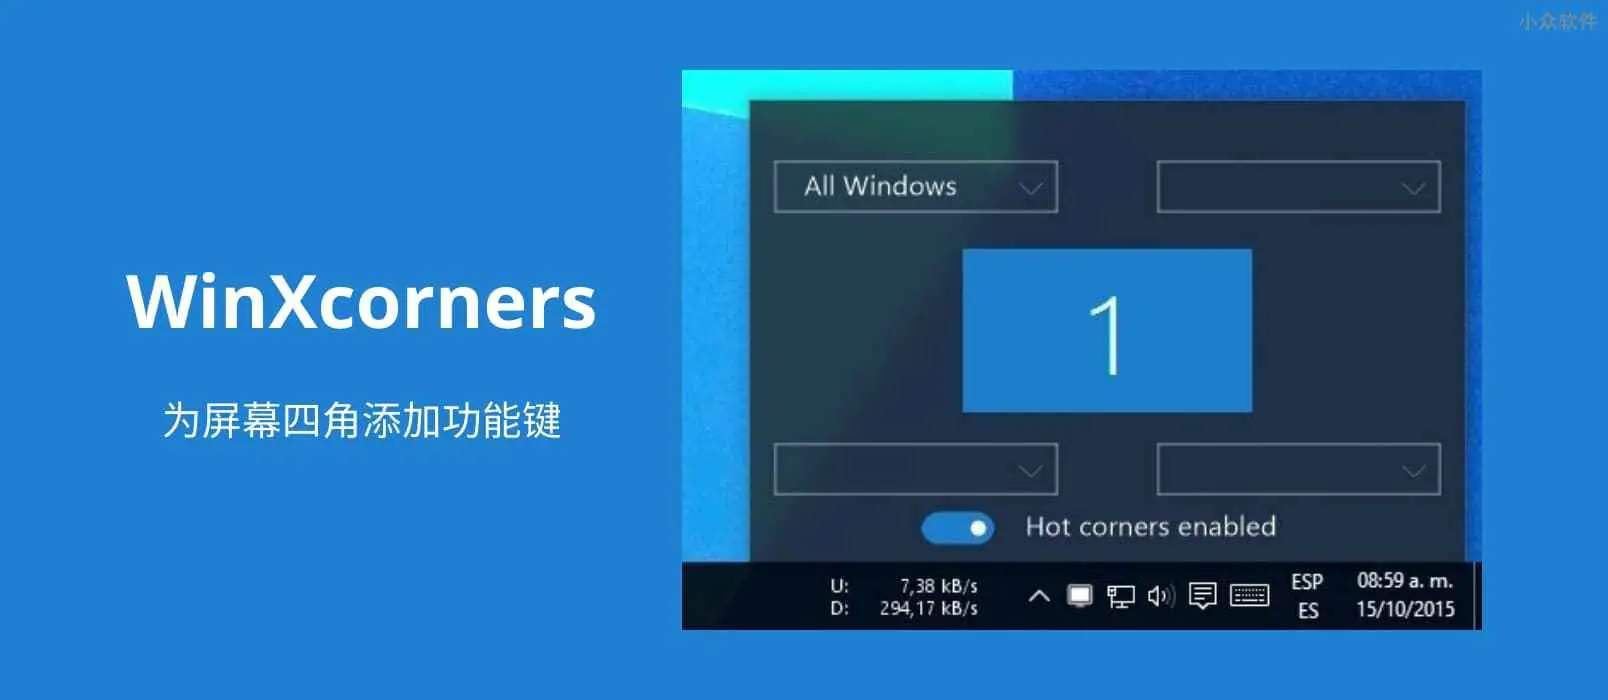 小众软件
WinXcorners
为屏幕四角添加功能键
All Windows
1
Hot corners enabled
U: 7,38 kB/s
D: 294,17 kB/s
ESP
ES
08:59 a. m.
15/10/2015